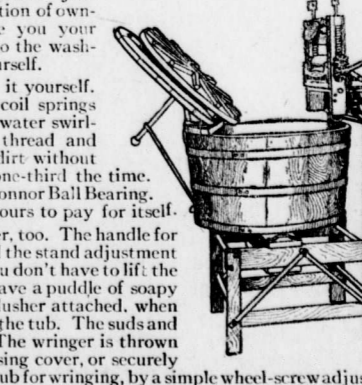 tion of own-
you your
o the wash-
urself.
it yourself.
coil springs
water swirl-
thread and
dirt without
one-third the time.
onnor Ball Bearing.
ours to pay for itself.
er, too. The handle for
the stand adjustment
u don't have to lift the
ave a puddle of soapy
lusher attached, when
the tub. The suds and
The wringer is thrown
sing cover, or securely
ub for wringing, by a simple wheel-screw adju